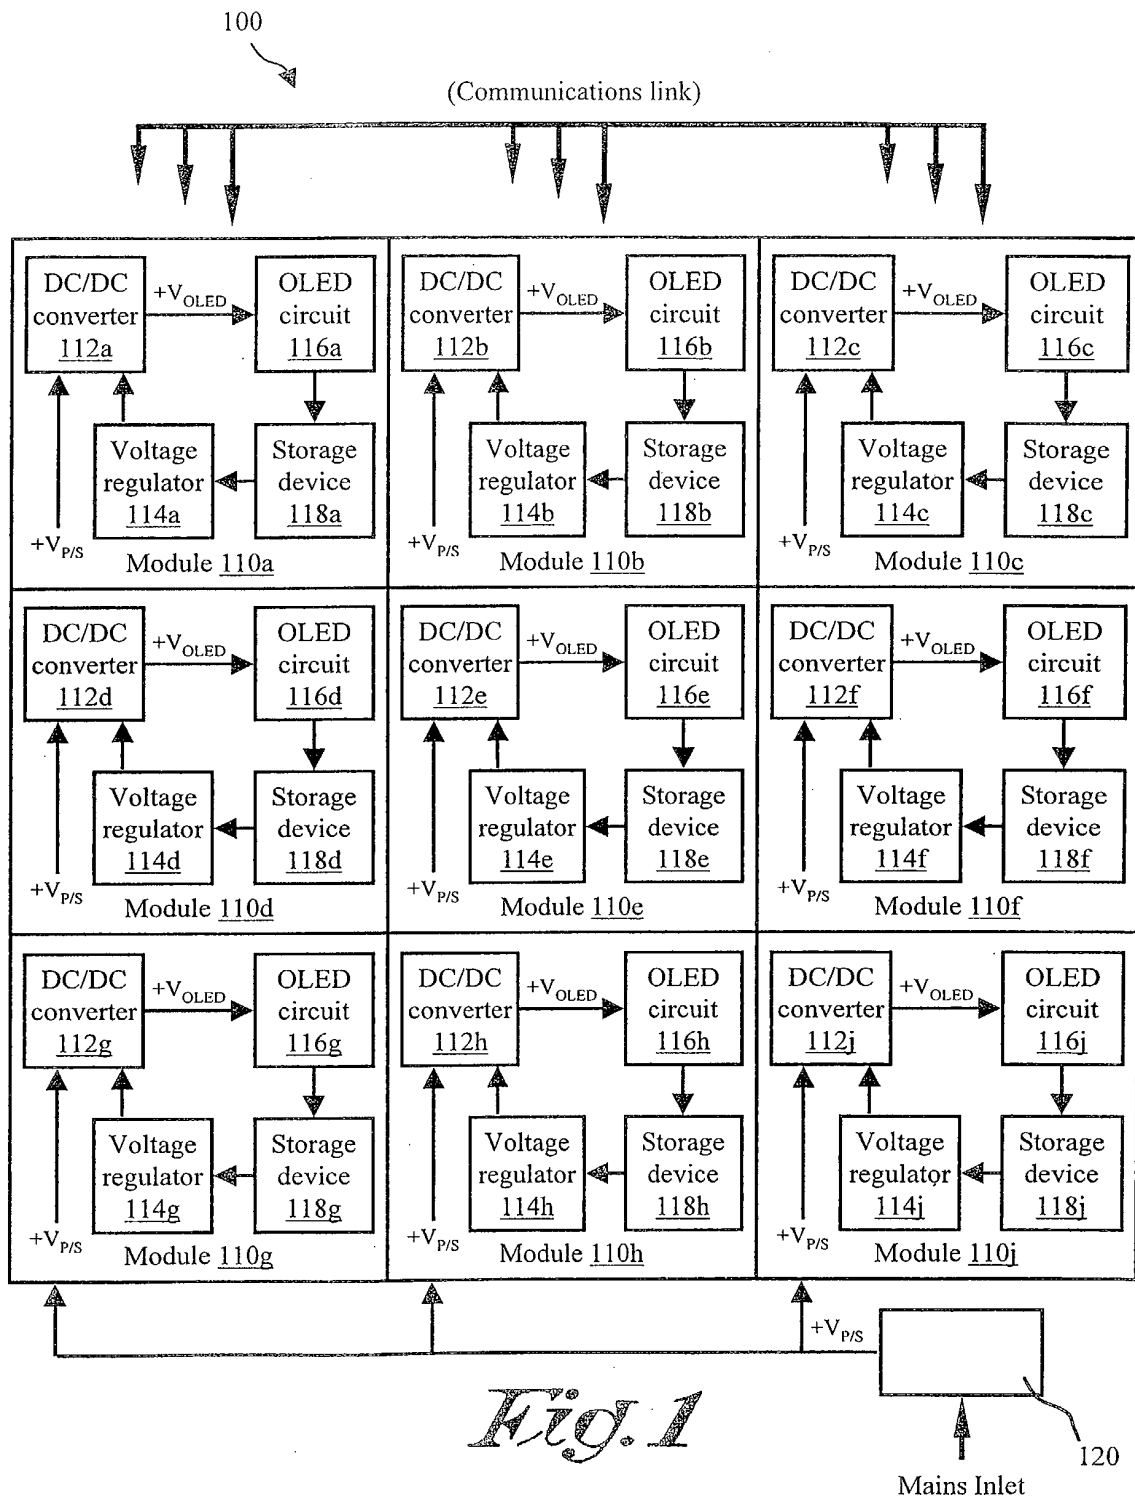 100
(Communications link)
DC/DC
converter
112a
+VOLED
OLED
circuit
116a
Voltage
regulator
114a
Storage
device
118a
+VP/S
Module 110a
DC/DC
converter
112b
+VOLED
OLED
circuit
116b
Voltage
regulator
114b
Storage
device
118b
+VP/S
Module 110b
DC/DC
converter
112c
+VOLED
OLED
circuit
116c
Voltage
regulator
114c
Storage
device
118c
+VP/S
Module 110c
DC/DC
converter
112d
+VOLED
OLED
circuit
116d
Voltage
regulator
114d
Storage
device
118d
+VP/S
Module 110d
DC/DC
converter
112e
+VOLED
OLED
circuit
116e
Voltage
regulator
114e
Storage
device
118e
+VP/S
Module 110e
DC/DC
converter
112f
+VOLED
OLED
circuit
116f
Voltage
regulator
114f
Storage
device
118f
+VP/S
Module 110f
DC/DC
converter
112g
+VOLED
OLED
circuit
116g
Voltage
regulator
114g
Storage
device
118g
+VP/S
Module 110g
DC/DC
converter
112h
+VOLED
OLED
circuit
116h
Voltage
regulator
114h
Storage
device
118h
+VP/S
Module 110h
DC/DC
converter
112j
+VOLED
OLED
circuit
116j
Voltage
regulator
114j
Storage
device
118j
+VP/S
Module 110j
+VP/S
120
Mains Inlet
Fig. 1